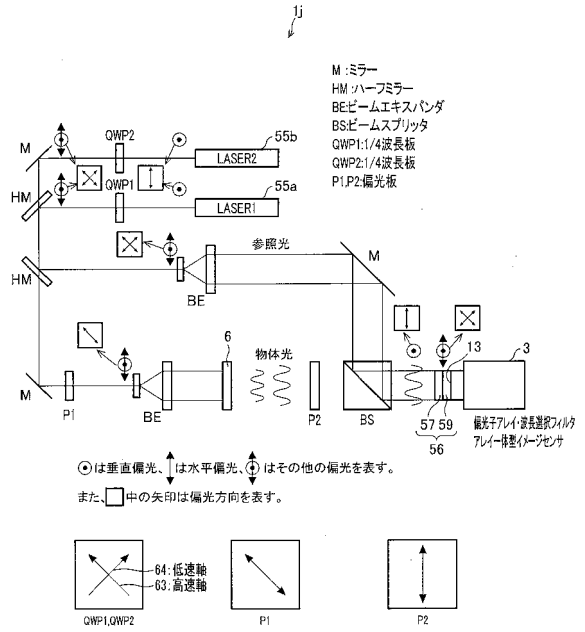 1j
M :ミラー
HM :ハーフミラー
BE:ビームエキスパンダ
BS:ビームスプリッタ
QWP1:1/4波長板
QWP2:1/4波長板
P1,P2:偏光板
M
QWP2
55b
LASER2
HM
QWP1
55a
LASER1
HM
BE
参照光
M
M
P1
BE
6
物体光
P2
BS
13
3
57 59
56
偏光子アレイ・波長選択フィルタ
アレイ一体型イメージセンサ
は垂直偏光、は水平偏光、はその他の偏光を表す。
また、中の矢印は偏光方向を表す。
64:低速軸
63:高速軸
QWP1,QWP2
P1
P2